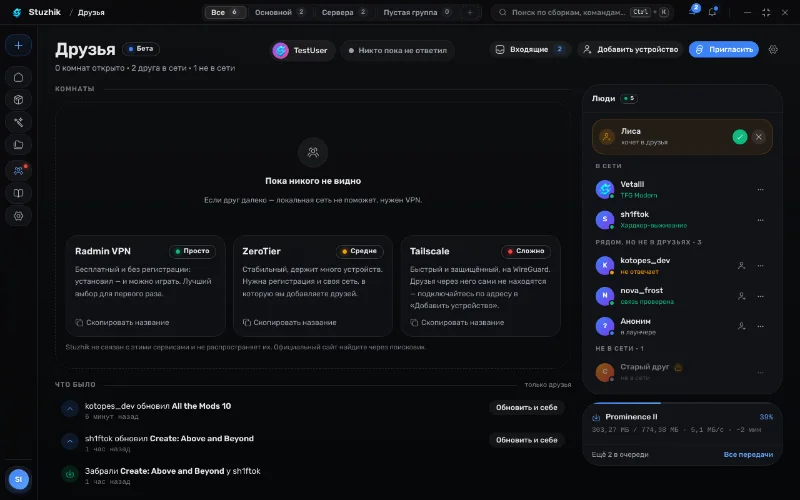 Stuzhik / Друзья
Все 6 Основной 2 Сервера 2 Пустая группа 0 +
Поиск по сборкам, командам... Ctrl + K
2
Друзья Бета
0 комнат открыто • 2 друга в сети • 1 не в сети
TestUser
Никто пока не ответил
Входящие 2
Добавить устройство
Пригласить
КОМНАТЫ
Пока никого не видно
Если друг далеко — локальная сеть не поможет, нужен VPN.
Radmin VPN Просто
Бесплатный и без регистрации:
установил — и можно играть. Лучший
выбор для первого раза.
Скопировать название
ZeroTier Средне
Стабильный, держит много устройств.
Нужна регистрация и своя сеть, в
которую вы добавляете друзей.
Скопировать название
Tailscale Сложно
Быстрый и защищённый, на WireGuard.
Друзья через него сами не находятся
— подключайтесь по адресу в
«Добавить устройство».
Скопировать название
Stuzhik не связан с этими сервисами и не распространяет их. Официальный сайт найдите через поисковик.
ЧТО БЫЛО
только друзья
kotopes_dev обновил All the Mods 10
5 минут назад
Обновить и себе
sh1ftok обновил Create: Above and Beyond
1 час назад
Обновить и себе
Забрали Create: Above and Beyond у sh1ftok
1 час назад
SI
Люди 5
Лиса
хочет в друзья
В СЕТИ
Vetalll
TFG Modern
S
sh1ftok
Хардкор-выживание
РЯДОМ, НО НЕ В ДРУЗЬЯХ • 3
K
kotopes_dev
не отвечает
N
nova_frost
связь проверена
?
Аноним
в лаунчере
НЕ В СЕТИ • 1
С
Старый друг
не в сети
Prominence II 39%
303,27 МБ / 774,38 МБ • 5,1 МБ/с • ~2 мин
Ещё 2 в очереди
Все передачи